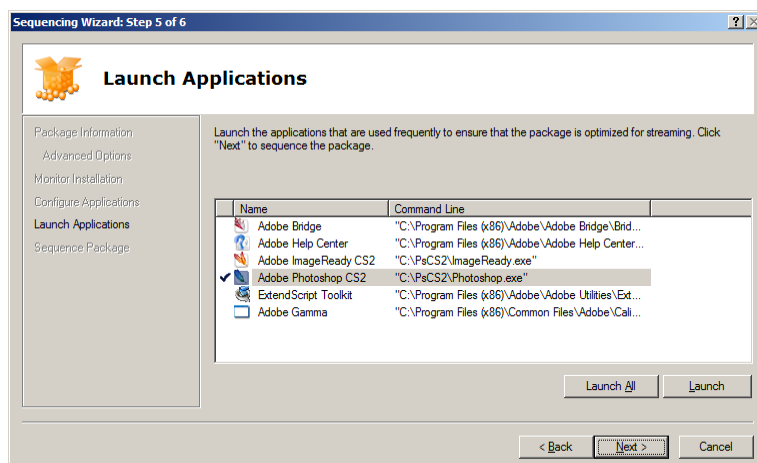 Sequencing Wizard: Step 5 of 6
Launch Applications
Package Information
Advanced Options
Monitor Installation
Configure Applications
Launch Applications
Sequence Package
Launch the applications that are used frequently to ensure that the package is optimized for streaming. Click
"Next" to sequence the package.
Name Command Line
Adobe Bridge "C:\Program Files (x86)\Adobe\Adobe Bridge\Brid...
Adobe Help Center "C:\Program Files (x86)\Adobe\Adobe Help Center...
Adobe ImageReady CS2 "C:\PsCS2\ImageReady.exe"
Adobe Photoshop CS2 "C:\PsCS2\Photoshop.exe"
ExtendScript Toolkit "C:\Program Files (x86)\Adobe\Adobe Utilities\Ext...
Adobe Gamma "C:\Program Files (x86)\Common Files\Adobe\Cali...
Launch All Launch
< Back Next > Cancel